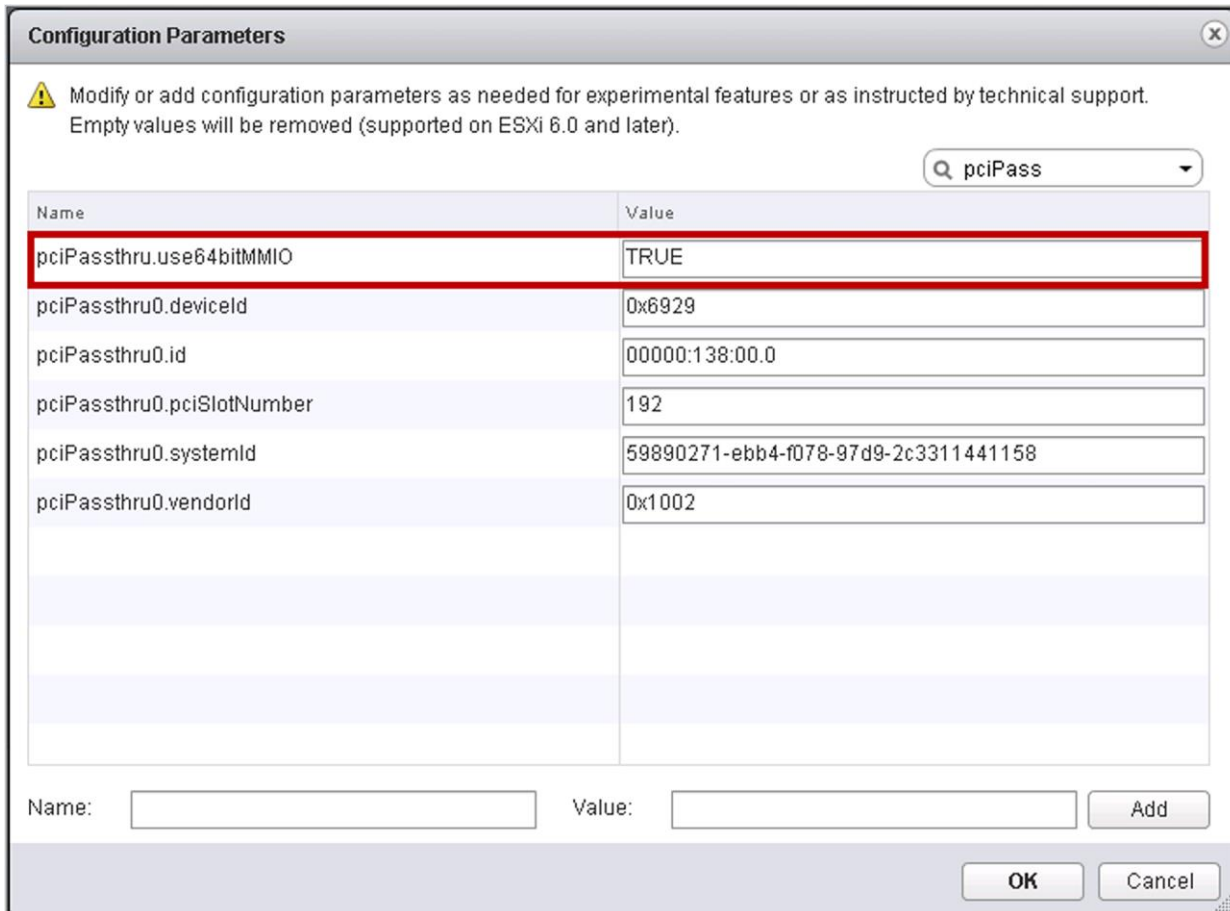 Configuration Parameters
Modify or add configuration parameters as needed for experimental features or as instructed by technical support.
Empty values will be removed (supported on ESXi 6.0 and later).
pciPass
Name Value
pciPassthru.use64bitMMIO TRUE
pciPassthru0.deviceId 0x6929
pciPassthru0.id 00000:138:00.0
pciPassthru0.pciSlotNumber 192
pciPassthru0.systemId 59890271-ebb4-f078-97d9-2c3311441158
pciPassthru0.vendorId 0x1002
Name: Value: Add
OK Cancel